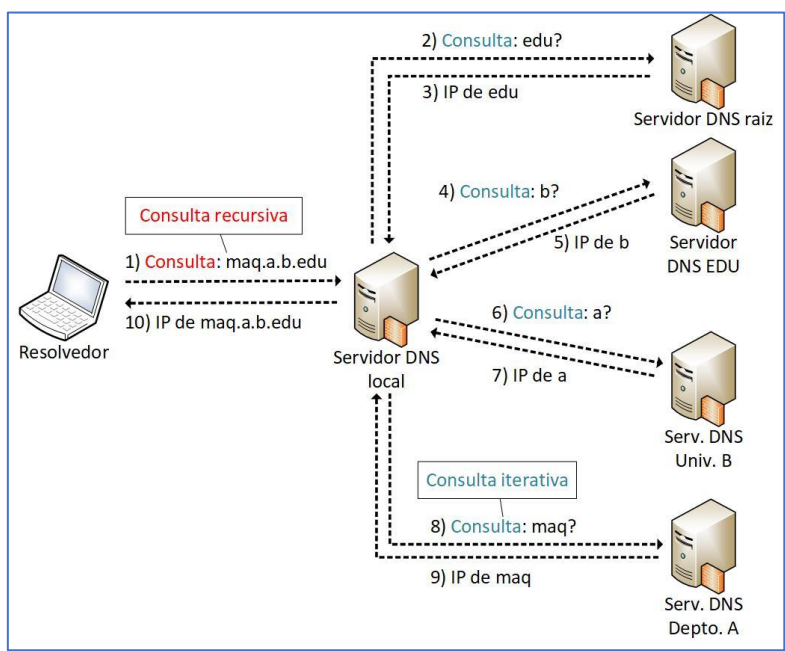 2) Consulta: edu?
3) IP de edu
Servidor DNS raiz
4) Consulta: b?
5) IP de b
Servidor
DNS EDU
Consulta recursiva
1) Consulta: maq.a.b.edu
10) IP de maq.a.b.edu
Resolvedor
Servidor DNS
local
6) Consulta: a?
7) IP de a
Serv. DNS
Univ. B
Consulta iterativa
8) Consulta: maq?
9) IP de maq
Serv. DNS
Depto. A